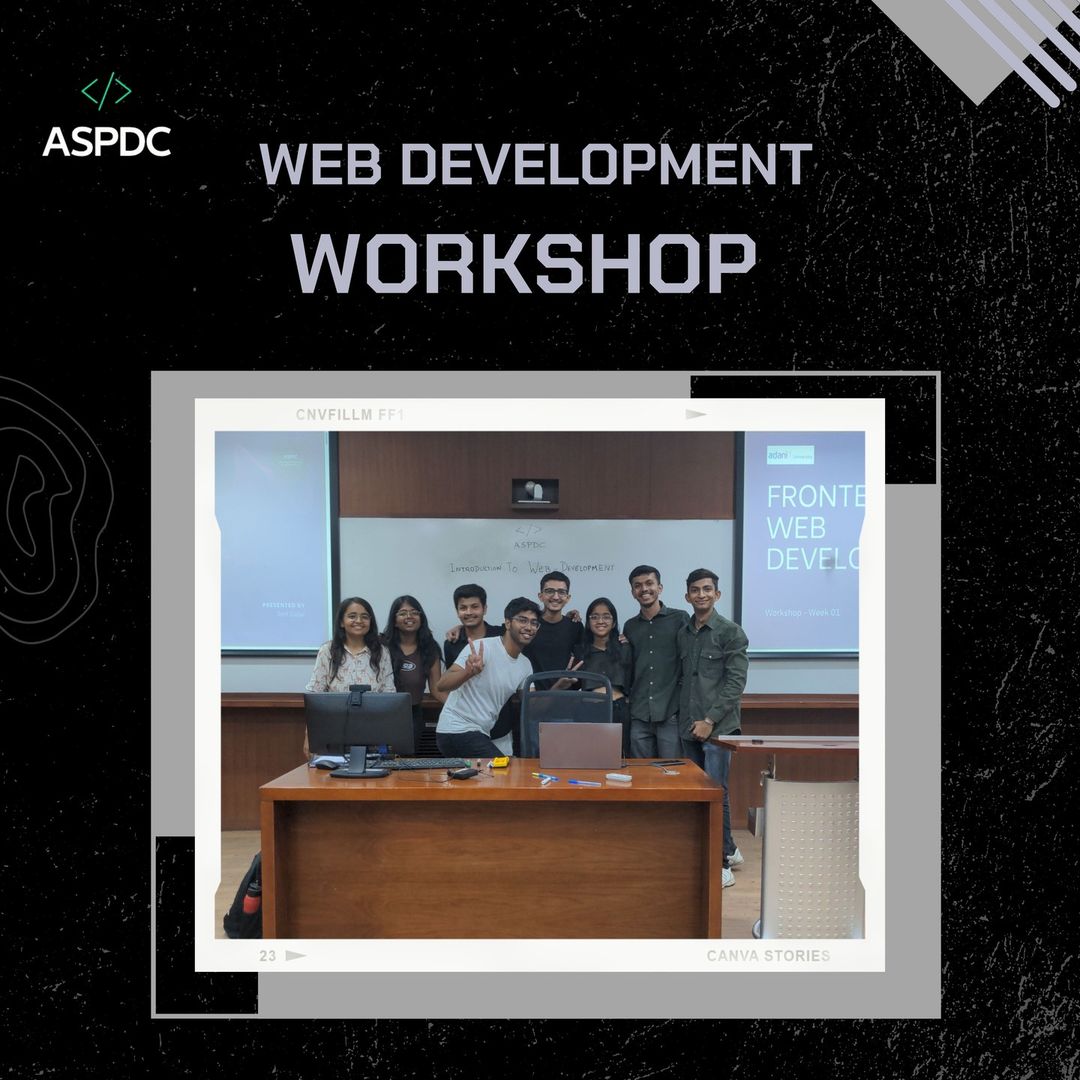 </>
ASPDC
WEB DEVELOPMENT
WORKSHOP
CNVFILLM FF1
ASPDC
adani
FRONTE
WEB
DEVELO
Workshop - Week 01
</>
ASPDC
INTRODUCTION TO WEB-DEVELOPMENT
PRESENTED BY
23
CANVA STORIES